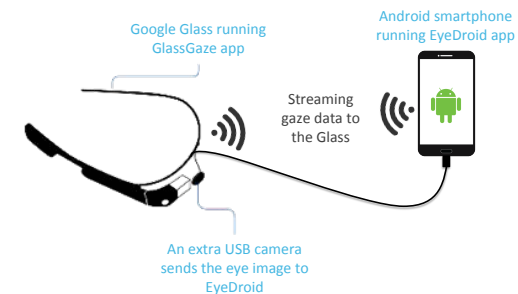 Google Glass running
GlassGaze app
Android smartphone
running EyeDroid app
Streaming
gaze data to
the Glass
An extra USB camera
sends the eye image to
EyeDroid